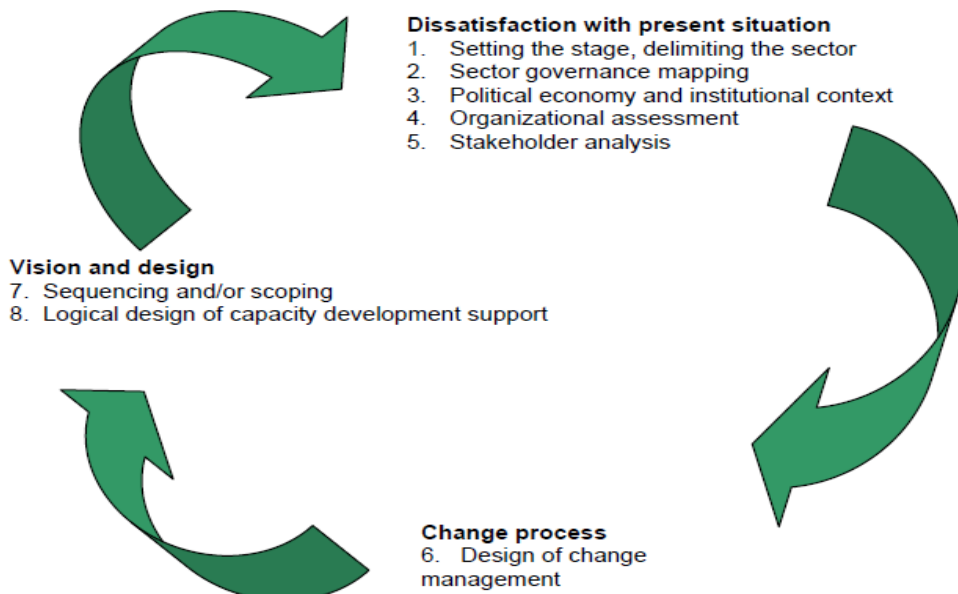 Dissatisfaction with present situation
1. Setting the stage, delimiting the sector
2. Sector governance mapping
3. Political economy and institutional context
4. Organizational assessment
5. Stakeholder analysis
Vision and design
7. Sequencing and/or scoping
8. Logical design of capacity development support
Change process
6. Design of change
management